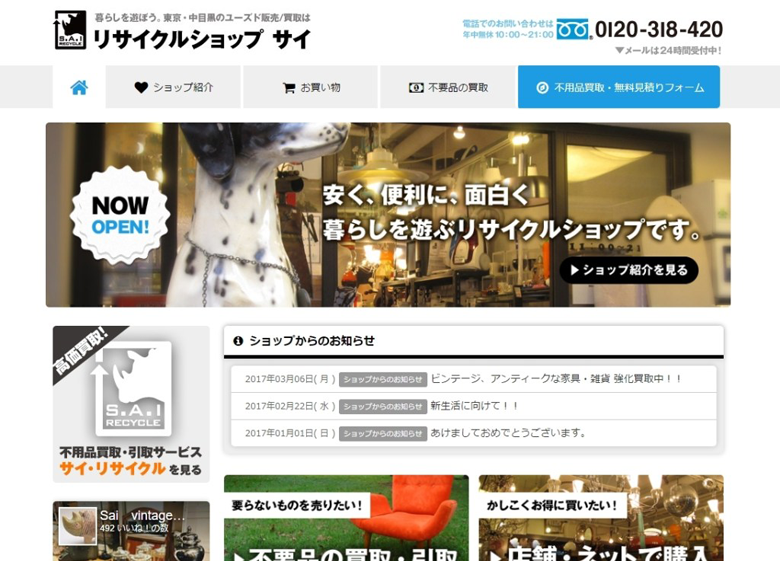 暮らしを遊ぼう。東京・中目黒のユーズド販売/買取は
リサイクルショップ サイ
S.A.I
RECYCLE
電話でのお問い合わせは
年中無休 10:00～21:00
0120-318-420
▼メールは24時間受付中!
ショップ紹介
お買い物
不要品の買取
不用品買取・無料見積りフォーム
NOW
OPEN!
安く、便利に、面白く
暮らしを遊ぶリサイクルショップです。
11:00~21
▶ショップ紹介を見る
高価買取!
S.A.I
RECYCLE
不用品買取・引取サービス
サイ・リサイクル を見る
ショップからのお知らせ
2017年03月06日( 月 ) ショップからのお知らせ ビンテージ、アンティークな家具・雑貨 強化買取中！！
2017年02月22日( 水 ) ショップからのお知らせ 新生活に向けて！！
2017年01月01日( 日 ) ショップからのお知らせ あけましておめでとうございます。
Sai vintage...
492 いいね！の数
要らないものを売りたい!
▶不要品の買取・引取
かしこくお得に買いたい!
▶店舗・ネットで購入